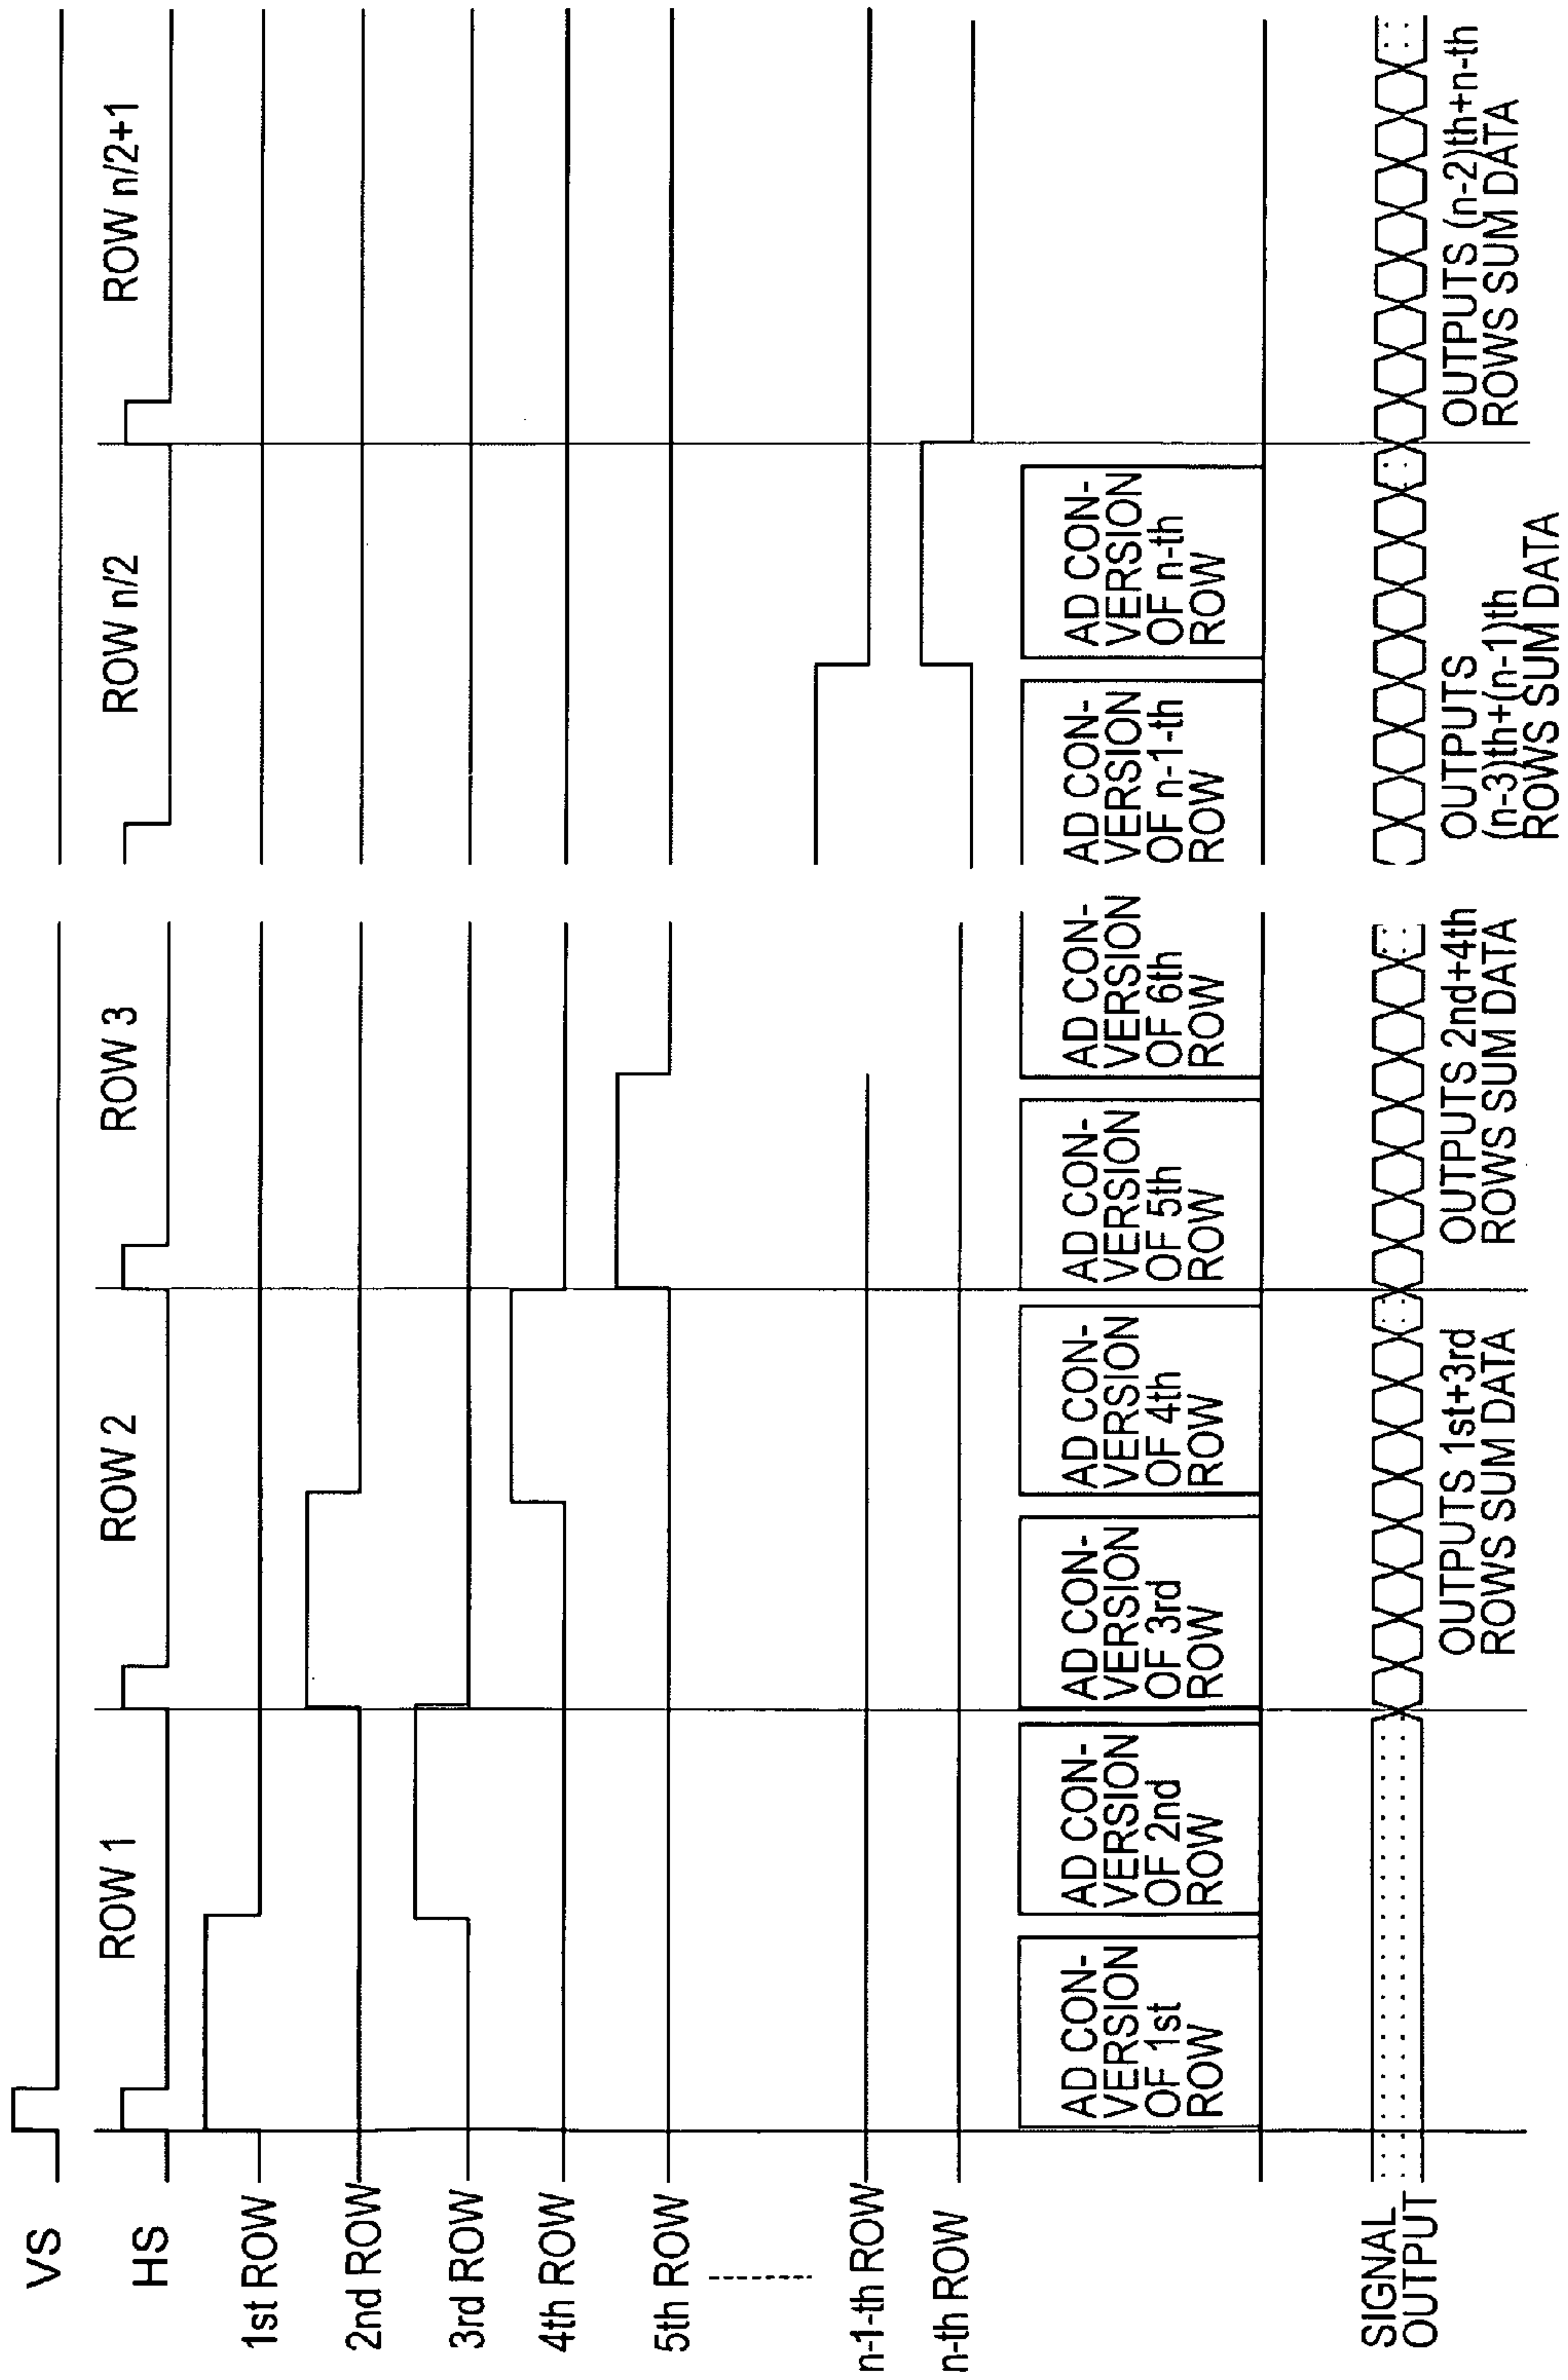 VS
HS
ROW 1
ROW 2
ROW 3
ROW n/2
ROW n/2+1
1st ROW
2nd ROW
3rd ROW
4th ROW
5th ROW
n-1-th ROW
n-th ROW
AD CON-
VERSION
OF 1st
ROW
AD CON-
VERSION
OF 2nd
ROW
AD CON-
VERSION
OF 3rd
ROW
AD CON-
VERSION
OF 4th
ROW
AD CON-
VERSION
OF 5th
ROW
AD CON-
VERSION
OF 6th
ROW
AD CON-
VERSION
OF n-1-th
ROW
AD CON-
VERSION
OF n-th
ROW
SIGNAL
OUTPUT
OUTPUTS 1st+3rd
ROWS SUM DATA
OUTPUTS 2nd+4th
ROWS SUM DATA
OUTPUTS
(n-3)th+(n-1)th
ROWS SUM DATA
OUTPUTS (n-2)th+n-th
ROWS SUM DATA